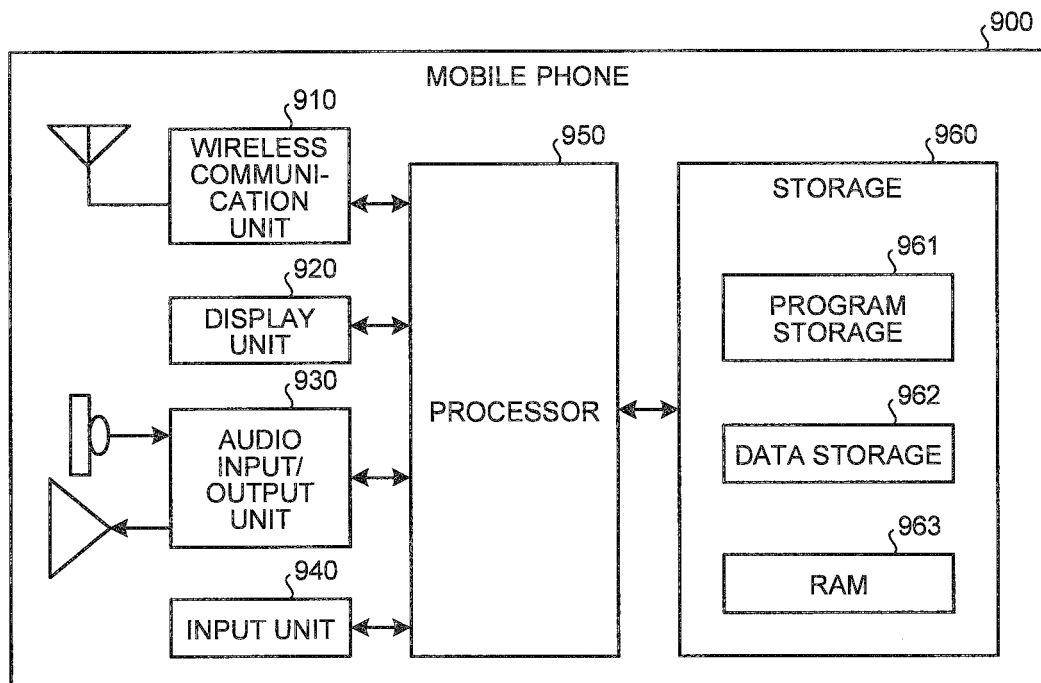 900
MOBILE PHONE
910
WIRELESS
COMMUNI-
CATION
UNIT
920
DISPLAY
UNIT
930
AUDIO
INPUT/
OUTPUT
UNIT
940
INPUT UNIT
950
PROCESSOR
960
STORAGE
961
PROGRAM
STORAGE
962
DATA STORAGE
963
RAM